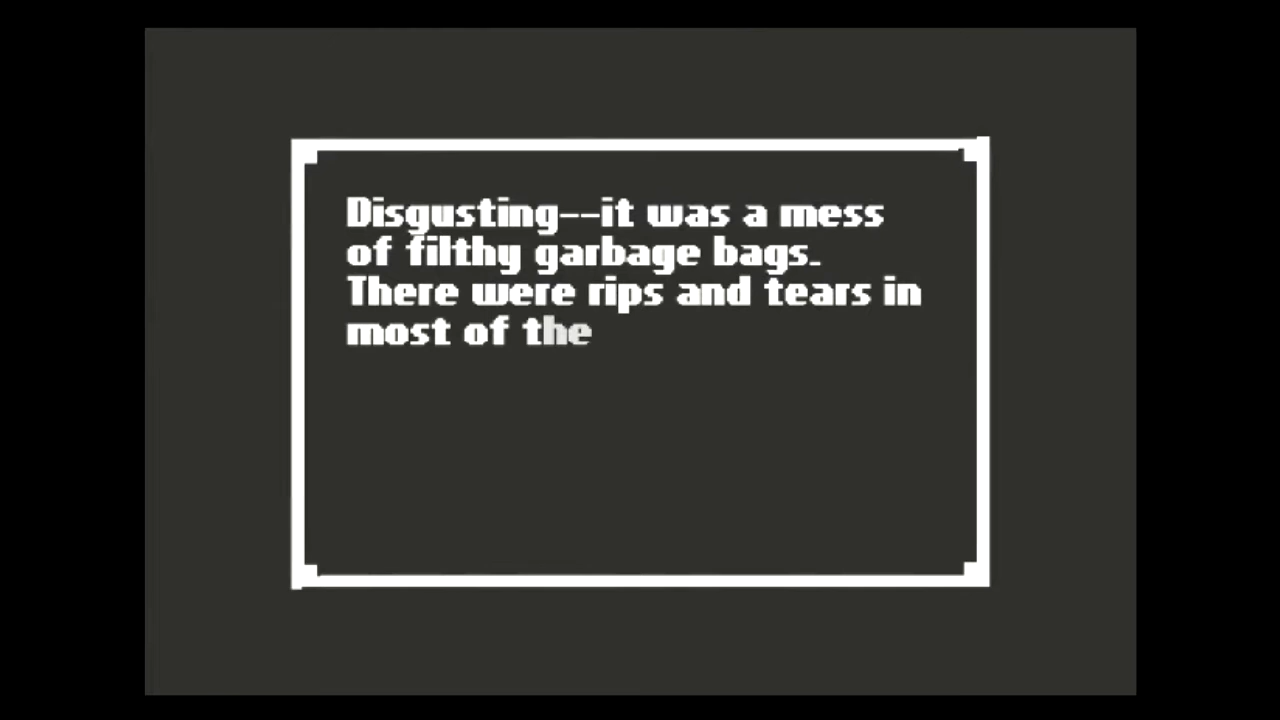 Disgusting--it was a mess
of filthy garbage bags.
There were rips and tears in
most of the